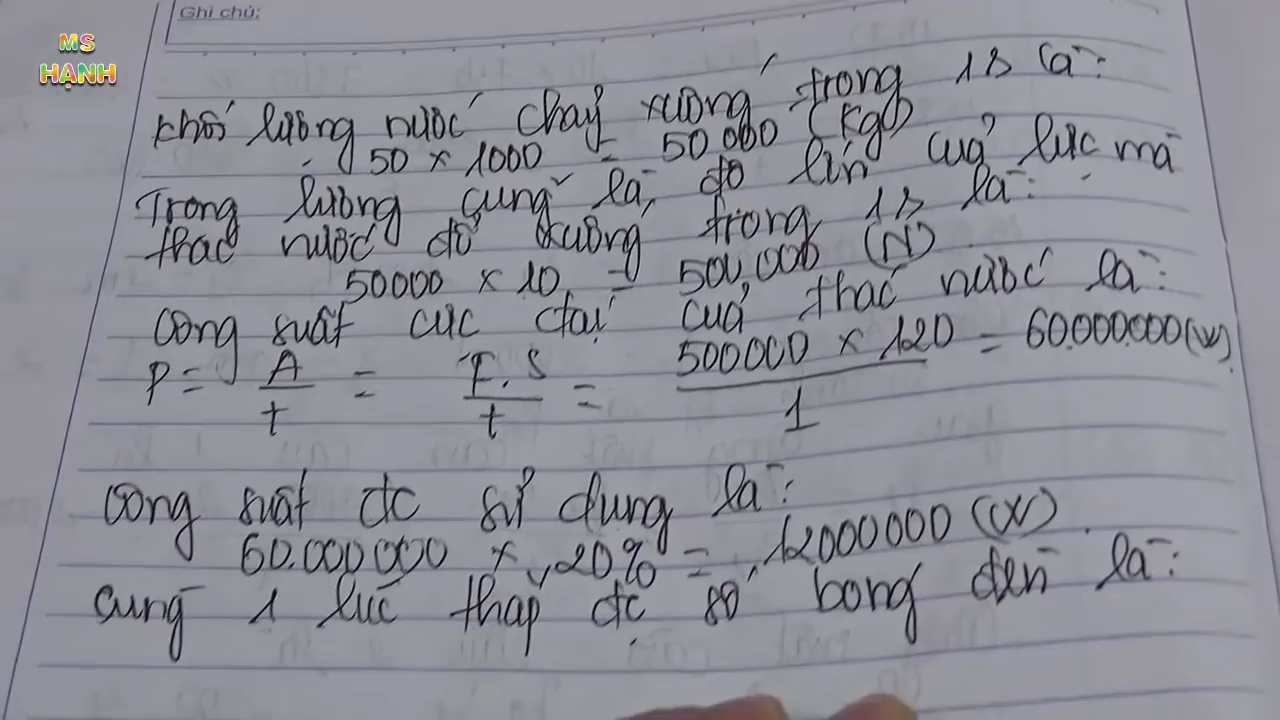 Ghi chú:
MS
HẠNH
Khối lượng nước chảy xuống trong 1s là:
50 x 1000 = 50 000 (kg)
Trọng lượng cũng là độ lớn của lực mà
thác nước đổ xuống trong 1s là:
50000 x 10 = 500,000 (N)
công suất cực đại của thác nước là:
P = A/t = F.s/t = 500000 x 120/1 = 60.000.000 (W)
công suất đc sử dụng là:
60.000000 x 20% = 12000000 (W)
cùng 1 lúc thắp đc số bóng đèn là: